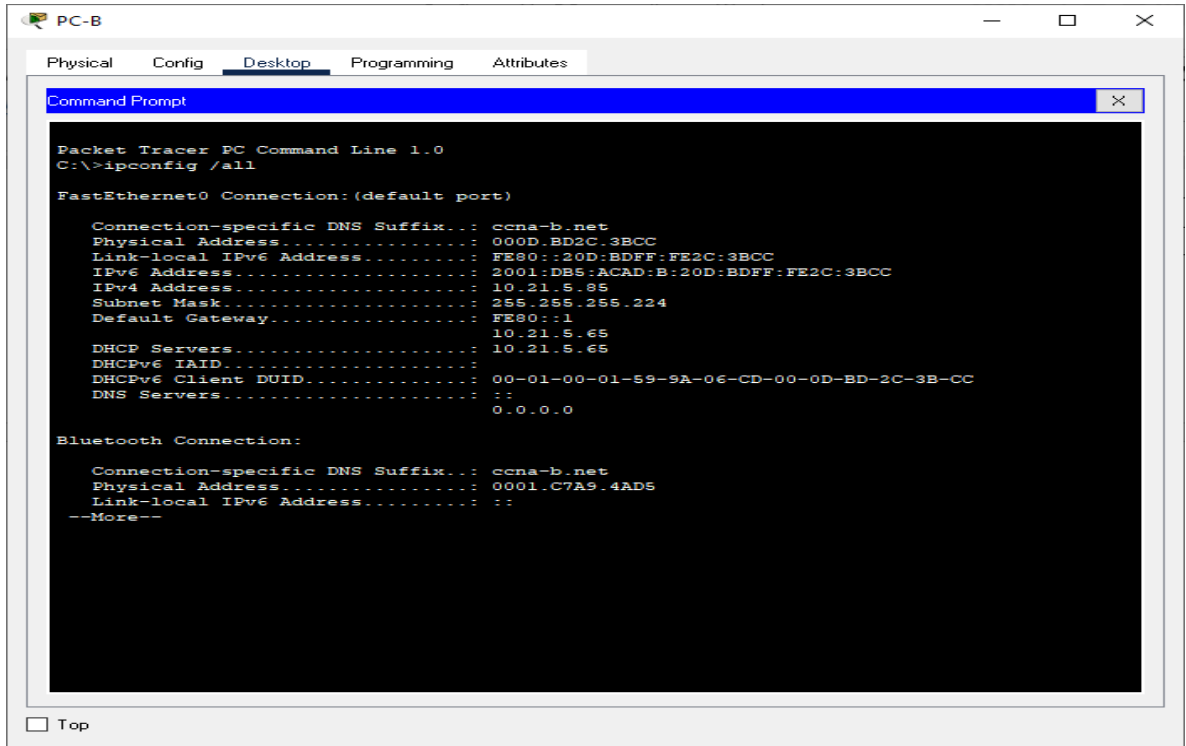 PC-B
Physical Config Desktop Programming Attributes
Command Prompt
Packet Tracer PC Command Line 1.0
C:\>ipconfig /all
FastEthernet0 Connection:(default port)
Connection-specific DNS Suffix..: ccna-b.net
Physical Address................: 000D.BD2C.3BCC
Link-local IPv6 Address.........: FE80::20D:BDFF:FE2C:3BCC
IPv6 Address....................: 2001:DB5:ACAD:B:20D:BDFF:FE2C:3BCC
IPv4 Address....................: 10.21.5.85
Subnet Mask.....................: 255.255.255.224
Default Gateway.................: FE80::1
10.21.5.65
DHCP Servers....................: 10.21.5.65
DHCPv6 IAID.....................:
DHCPv6 Client DUID..............: 00-01-00-01-59-9A-06-CD-00-0D-BD-2C-3B-CC
DNS Servers.....................: ::
0.0.0.0
Bluetooth Connection:
Connection-specific DNS Suffix..: ccna-b.net
Physical Address................: 0001.C7A9.4AD5
Link-local IPv6 Address.........: ::
--More--
Top